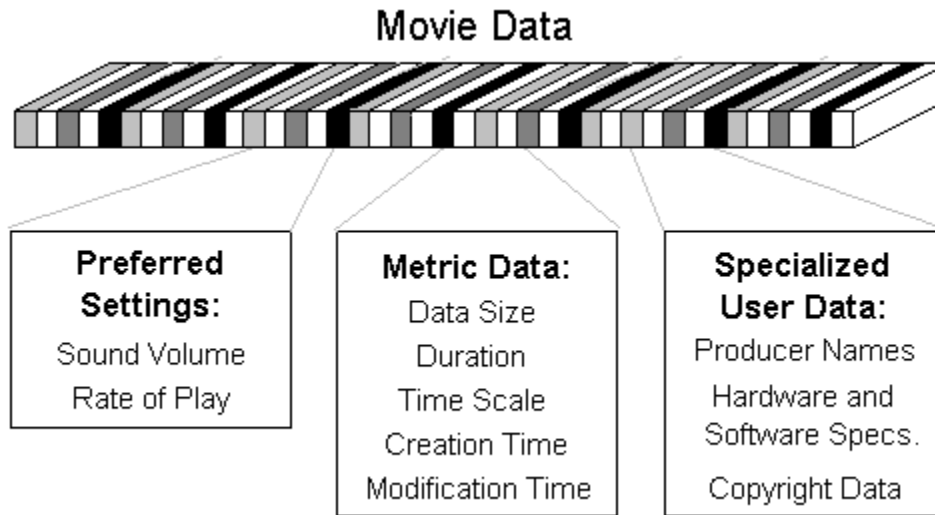 Movie Data
Preferred
Settings:
Sound Volume
Rate of Play
Metric Data:
Data Size
Duration
Time Scale
Creation Time
Modification Time
Specialized
User Data:
Producer Names
Hardware and
Software Specs.
Copyright Data